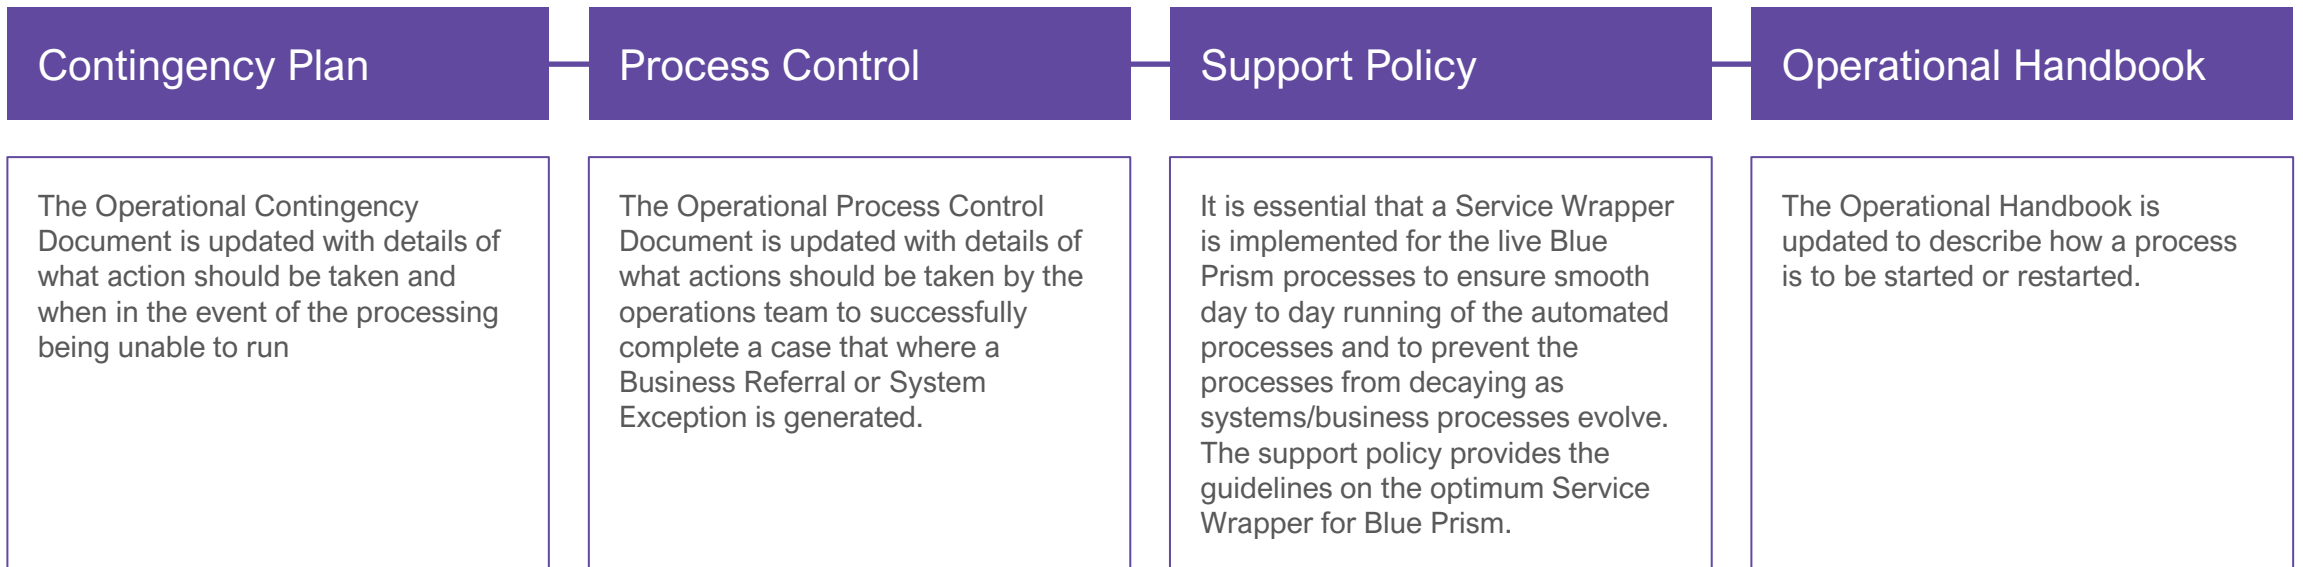 Contingency Plan
Process Control
Support Policy
Operational Handbook
The Operational Contingency
Document is updated with details of
what action should be taken and
when in the event of the processing
being unable to run
The Operational Process Control
Document is updated with details of
what actions should be taken by the
operations team to successfully
complete a case that where a
Business Referral or System
Exception is generated.
It is essential that a Service Wrapper
is implemented for the live Blue
Prism processes to ensure smooth
day to day running of the automated
processes and to prevent the
processes from decaying as
systems/business processes evolve.
The support policy provides the
guidelines on the optimum Service
Wrapper for Blue Prism.
The Operational Handbook is
updated to describe how a process
is to be started or restarted.